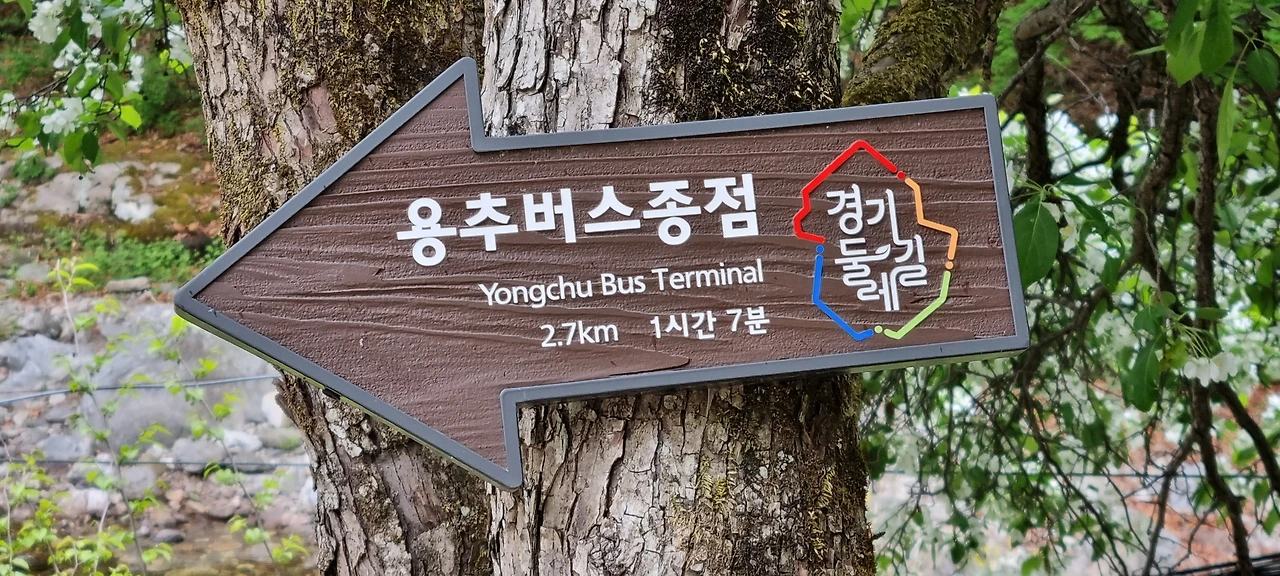 용추버스종점
Yongchu Bus Terminal
2.7km 1시간 7분
경기
둘레길